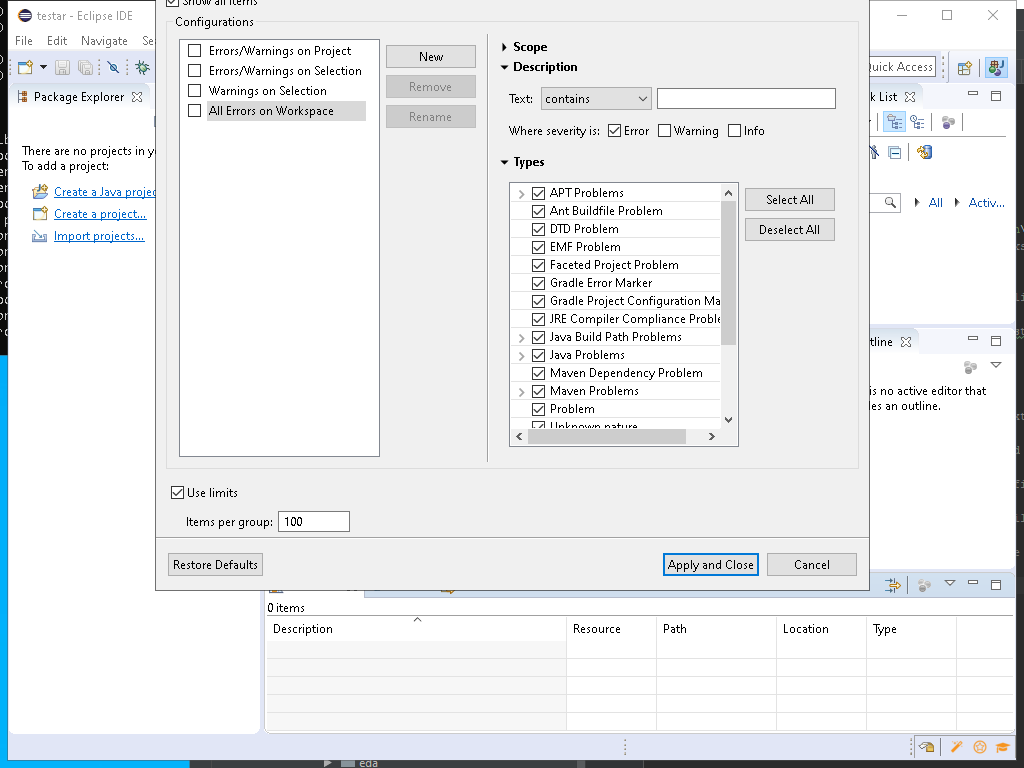 Show all items
testar - Eclipse IDE
File Edit Navigate
Configurations
Errors/Warnings on Project
Errors/Warnings on Selection
Warnings on Selection
All Errors on Workspace
New
Remove
Rename
Scope
Description
Text: contains
Where severity is: Error Warning Info
Types
APT Problems
Ant Buildfile Problem
DTD Problem
EMF Problem
Faceted Project Problem
Gradle Error Marker
Gradle Project Configuration Ma
JRE Compiler Compliance Proble
Java Build Path Problems
Java Problems
Maven Dependency Problem
Maven Problems
Problem
Unknown nature
Select All
Deselect All
Use limits
Items per group: 100
Restore Defaults
Apply and Close
Cancel
Package Explorer
There are no projects in y
To add a project:
Create a Java projec
Create a project...
Import projects...
Quick Access
k List
All Activ...
tline
is no active editor that
es an outline.
0 items
Description Resource Path Location Type
eda